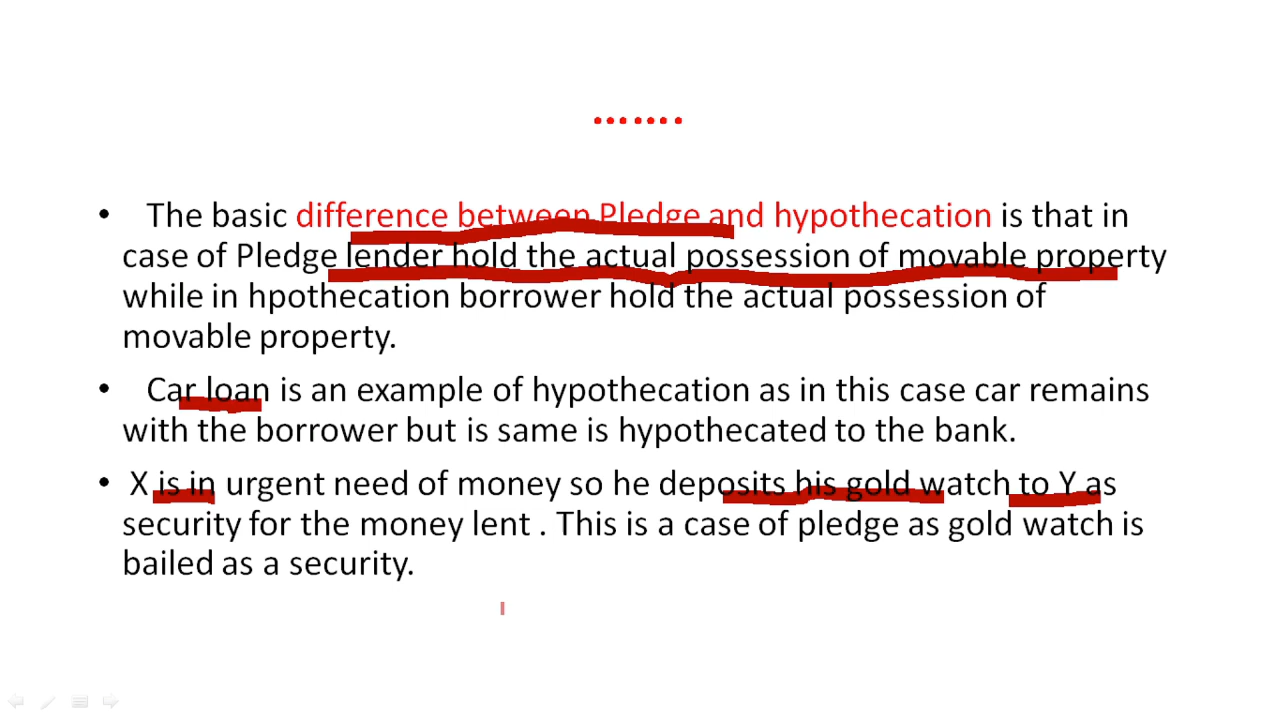 .......
• The basic difference between Pledge and hypothecation is that in
case of Pledge lender hold the actual possession of movable property
while in hpothecation borrower hold the actual possession of
movable property.
• Car loan is an example of hypothecation as in this case car remains
with the borrower but is same is hypothecated to the bank.
• X is in urgent need of money so he deposits his gold watch to Y as
security for the money lent . This is a case of pledge as gold watch is
bailed as a security.